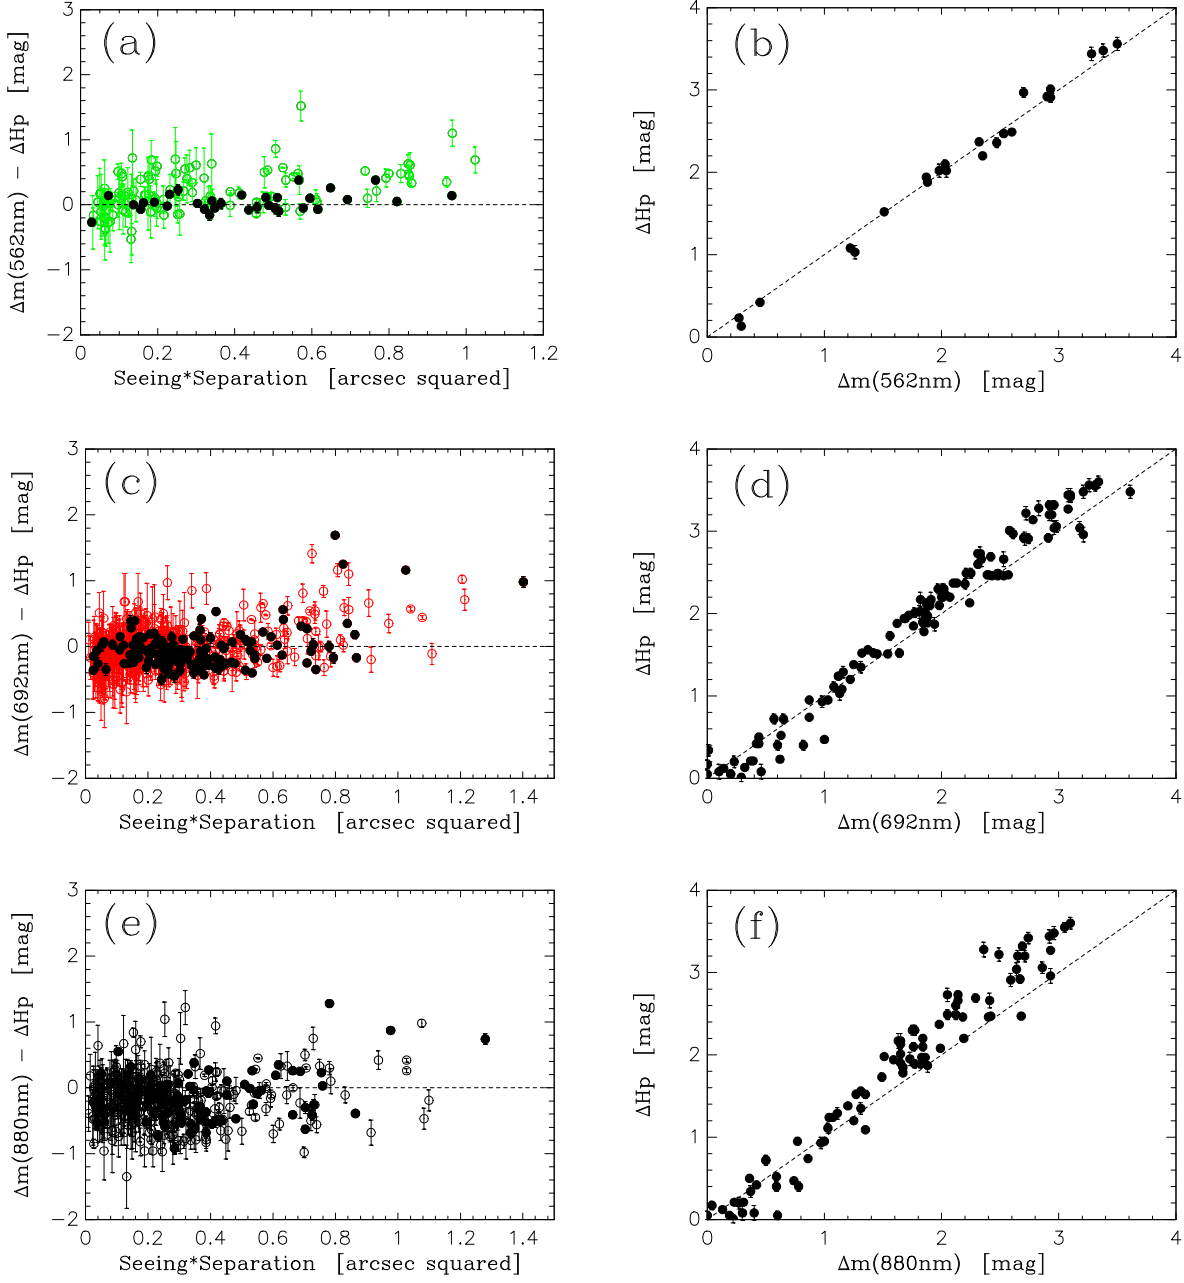 (a)
3
2
1
0
−1
−2
Δm(562nm) − ΔHp [mag]
0 0.2 0.4 0.6 0.8 1 1.2
Seeing*Separation [arcsec squared]
(b)
4
3
2
1
0
ΔHp [mag]
0 1 2 3 4
Δm(562nm) [mag]
(c)
3
2
1
0
−1
−2
Δm(692nm) − ΔHp [mag]
0 0.2 0.4 0.6 0.8 1 1.2 1.4
Seeing*Separation [arcsec squared]
(d)
4
3
2
1
0
ΔHp [mag]
0 1 2 3 4
Δm(692nm) [mag]
(e)
3
2
1
0
−1
−2
Δm(880nm) − ΔHp [mag]
0 0.2 0.4 0.6 0.8 1 1.2 1.4
Seeing*Separation [arcsec squared]
(f)
4
3
2
1
0
ΔHp [mag]
0 1 2 3 4
Δm(880nm) [mag]